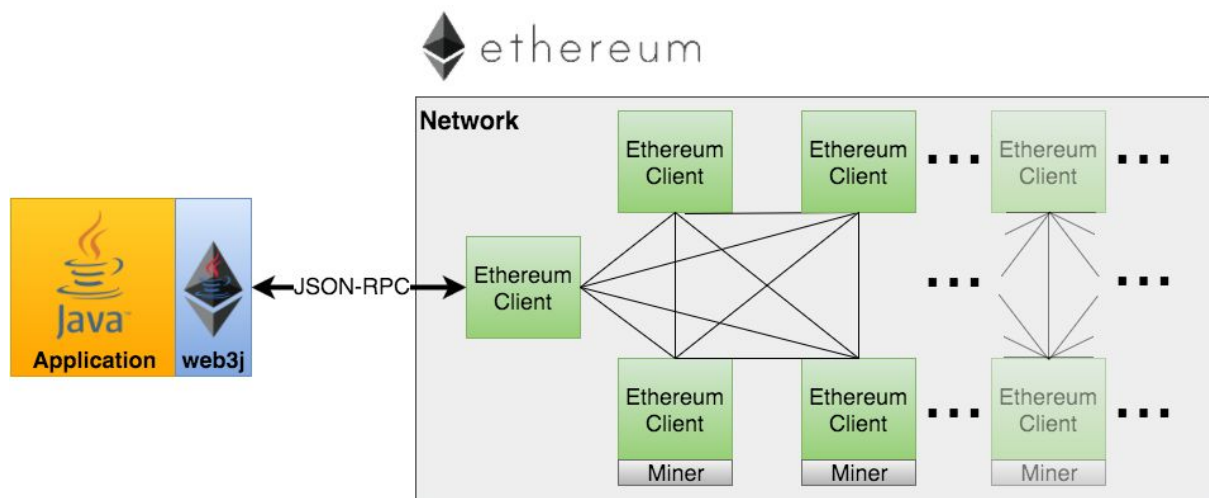 ethereum
Network
Ethereum
Client
Ethereum
Client
...
Ethereum
Client
...
Java™
Application
web3j
JSON-RPC
Ethereum
Client
...
...
Ethereum
Client
Miner
Ethereum
Client
Miner
...
Ethereum
Client
Miner
...